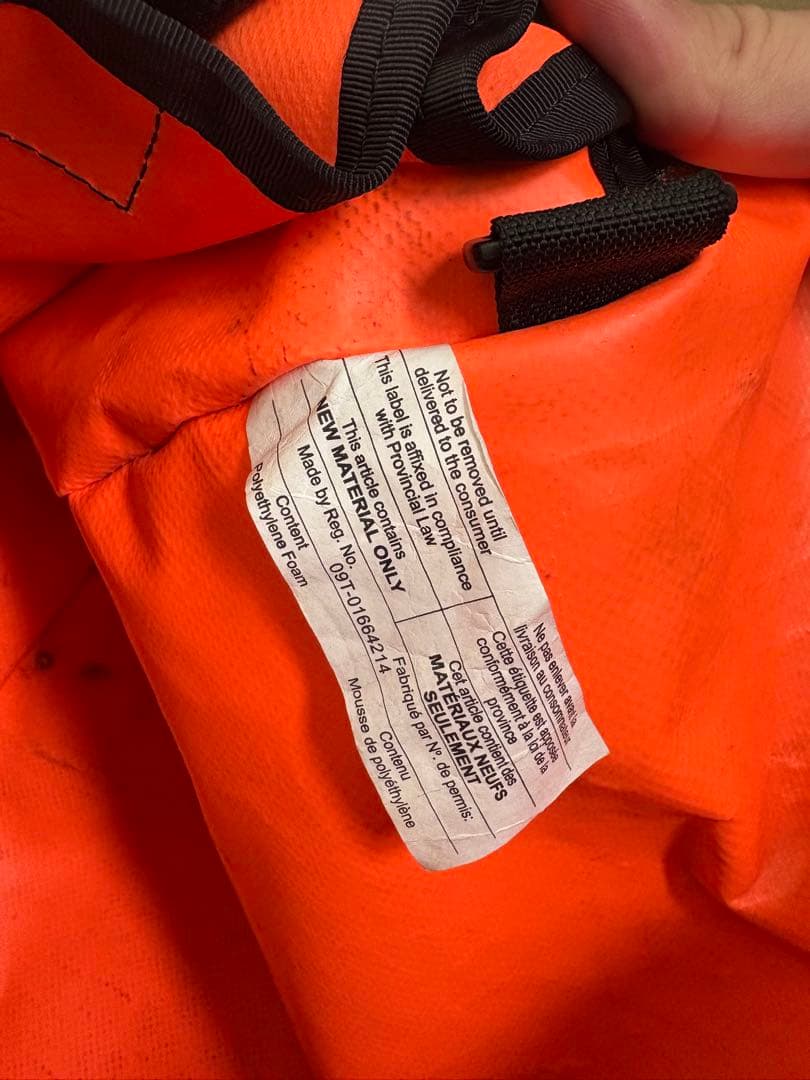 Not to be removed until
delivered to the consumer
This label is affixed in compliance
with Provincial Law
This article contains
NEW MATERIAL ONLY
Made by Reg. No. 09T-01664214
Content
Polyethylene Foam
Ne pas enlever avant la
livraison au consommateur
Cette étiquette est apposée
conformément à la loi de la
province
Cet article contient des
MATÉRIAUX NEUFS
SEULEMENT
Fabriqué par Nº. de permis:
Contenu
Mousse de polyéthylène